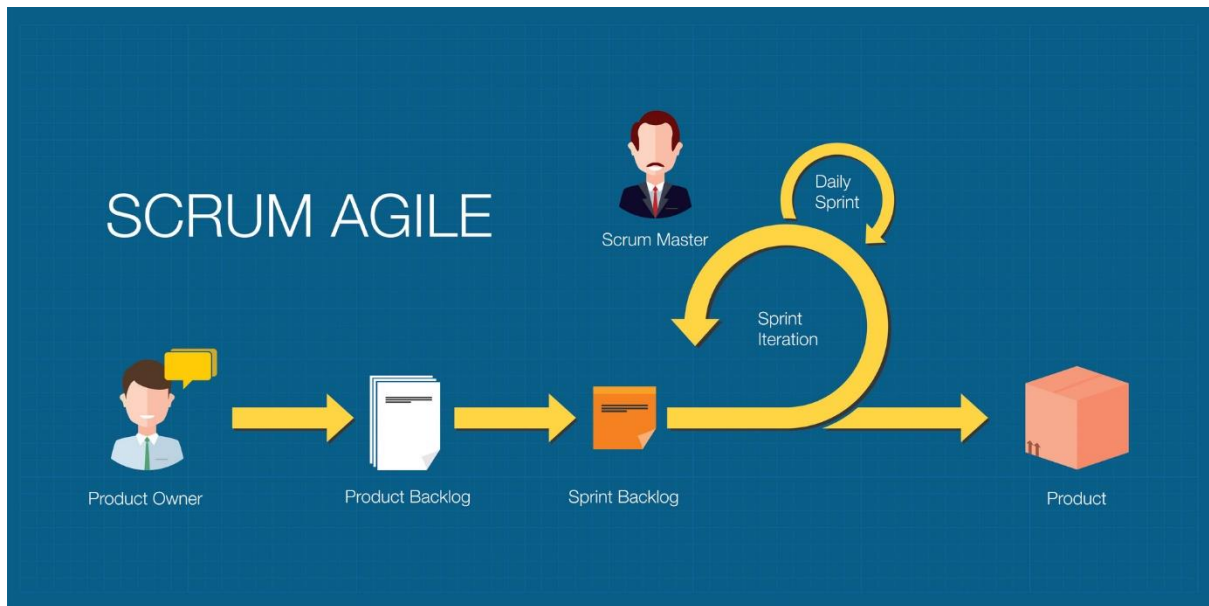 SCRUM AGILE
Scrum Master
Daily
Sprint
Sprint
Iteration
Product Owner
Product Backlog
Sprint Backlog
Product